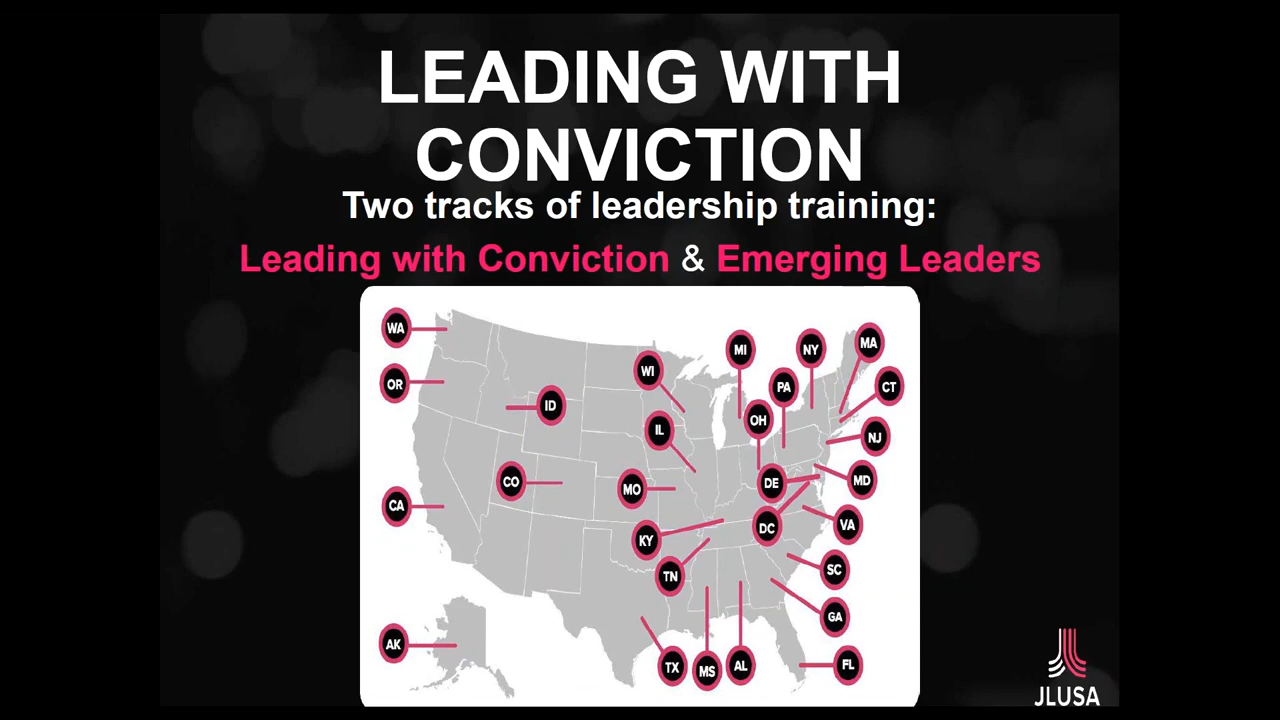 LEADING WITH
CONVICTION
Two tracks of leadership training:
Leading with Conviction & Emerging Leaders
WA
OR
ID
CO
CA
AK
WI
IL
MO
KY
TN
TX
MS
AL
MI
OH
PA
NY
MA
CT
NJ
DE
MD
DC
VA
SC
GA
FL
JLUSA